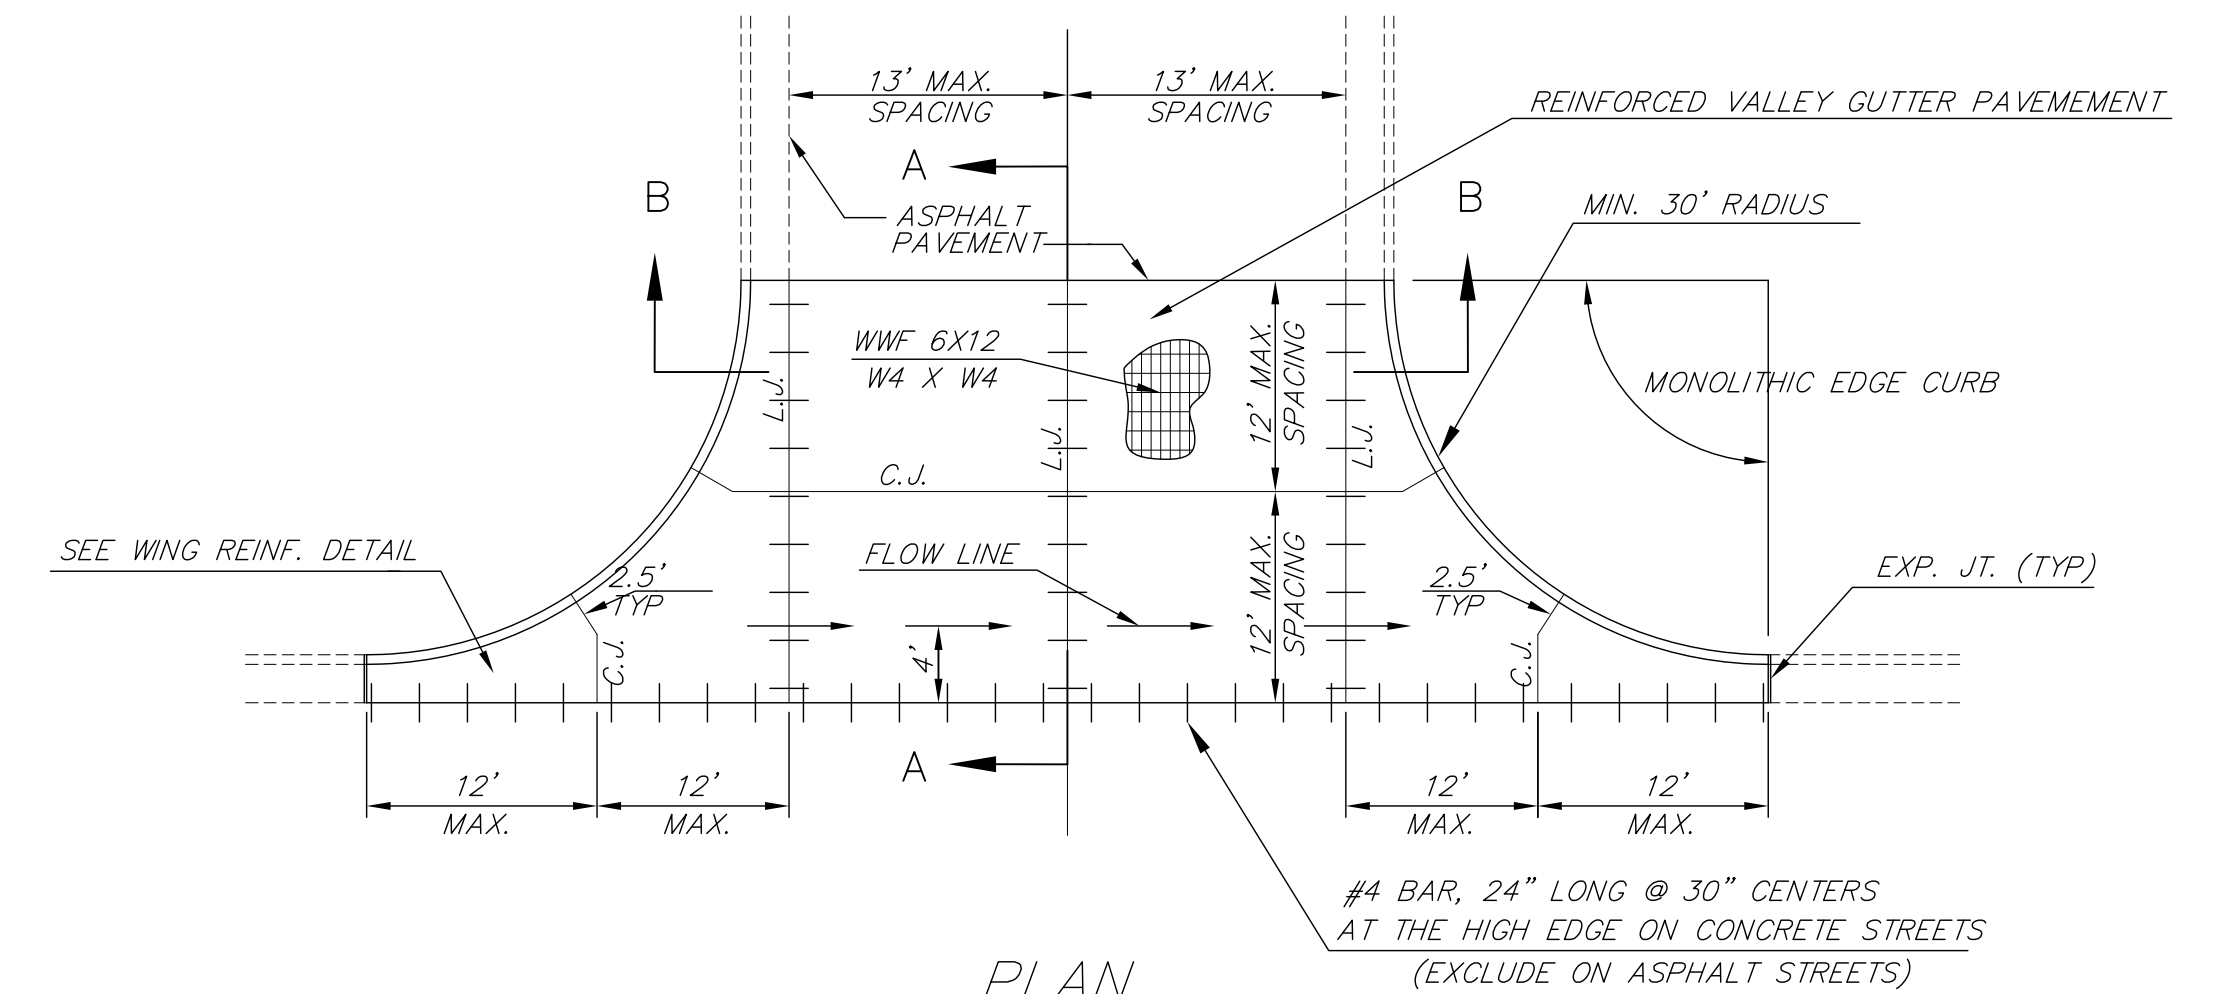 13' MAX.
SPACING
13' MAX.
SPACING
REINFORCED VALLEY GUTTER PAVEMEMENT
A
B
ASPHALT
PAVEMENT
B
MIN. 30' RADIUS
WWF 6X12
W4 X W4
12' MAX.
SPACING
MONOLITHIC EDGE CURB
L.J.
L.J.
L.J.
C.J.
SEE WING REINF. DETAIL
2.5'
TYP
FLOW LINE
12' MAX.
SPACING
2.5'
TYP
EXP. JT. (TYP)
C.J.
4'
C.J.
A
12'
MAX.
12'
MAX.
12'
MAX.
12'
MAX.
#4 BAR, 24" LONG @ 30" CENTERS
AT THE HIGH EDGE ON CONCRETE STREETS
(EXCLUDE ON ASPHALT STREETS)
PLAN